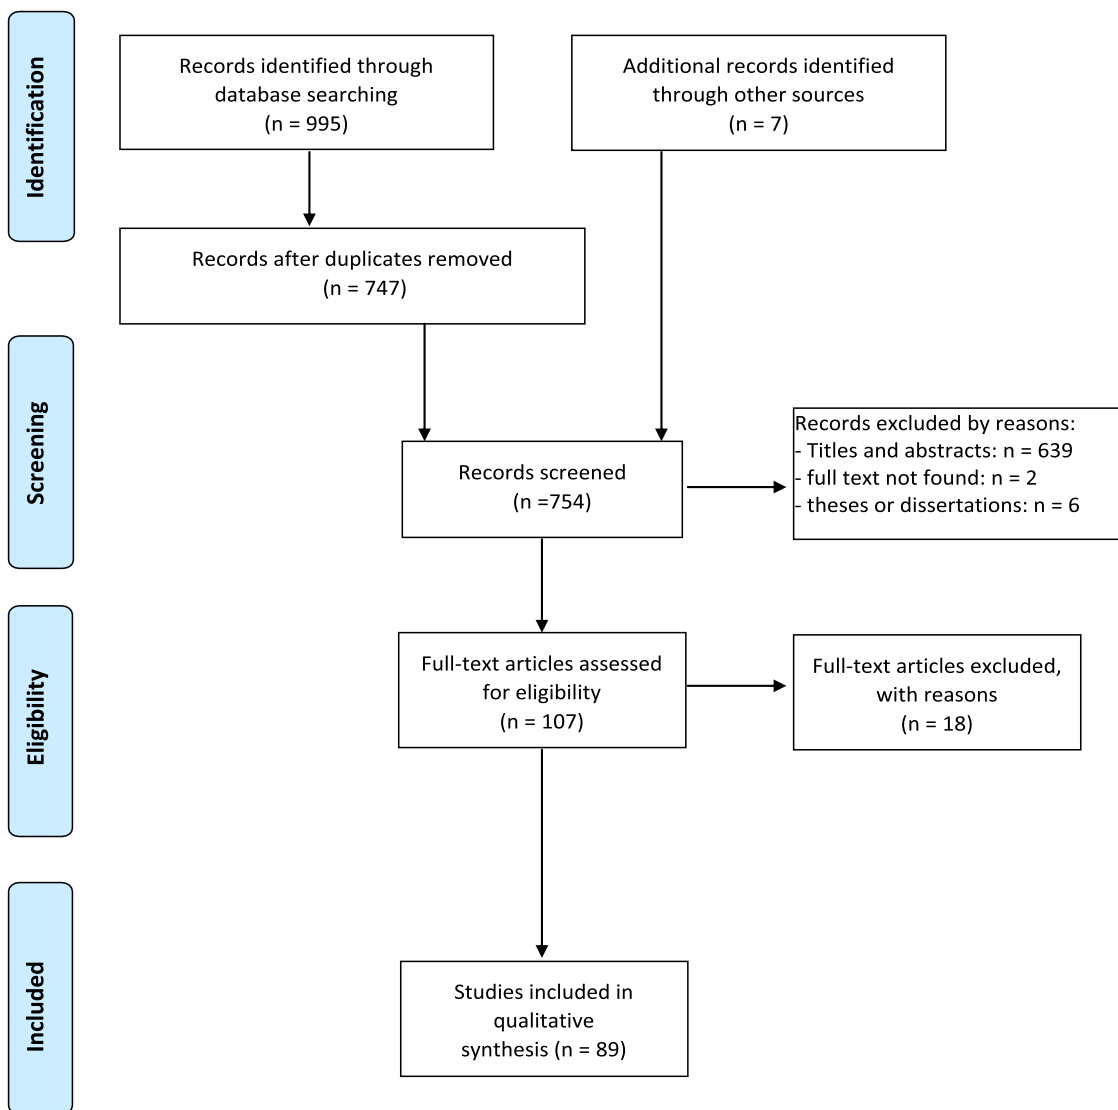 Identification
Records identified through
database searching
(n = 995)
Additional records identified
through other sources
(n = 7)
Records after duplicates removed
(n = 747)
Screening
Records screened
(n =754)
Records excluded by reasons:
- Titles and abstracts: n = 639
- full text not found: n = 2
- theses or dissertations: n = 6
Eligibility
Full-text articles assessed
for eligibility
(n = 107)
Full-text articles excluded,
with reasons
(n = 18)
Included
Studies included in
qualitative
synthesis (n = 89)